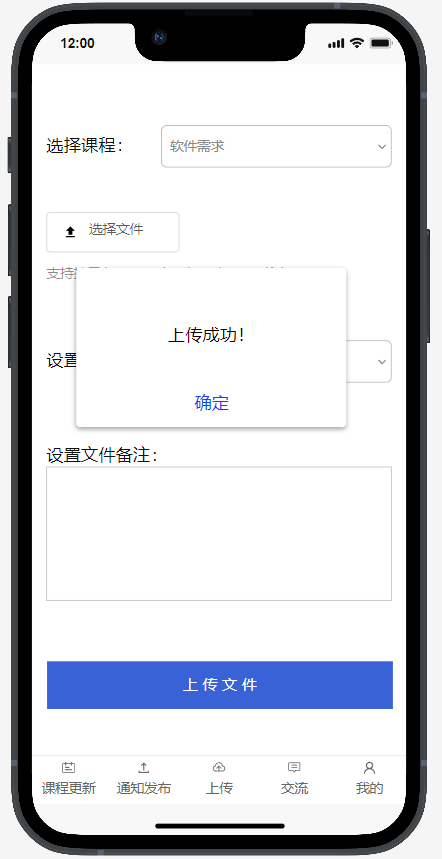 12:00
选择课程：
软件需求
选择文件
支持
上传成功！
设置
确定
设置文件备注：
上传文件
课程更新
通知发布
上传
交流
我的